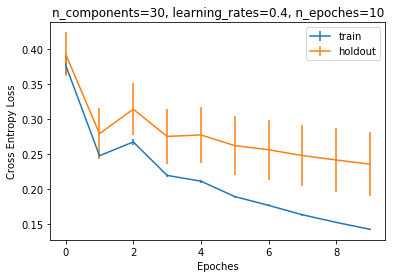 n_components=30, learning_rates=0.4, n_epoches=10
train
holdout
Cross Entropy Loss
0.40
0.35
0.30
0.25
0.20
0.15
0 2 4 6 8
Epoches